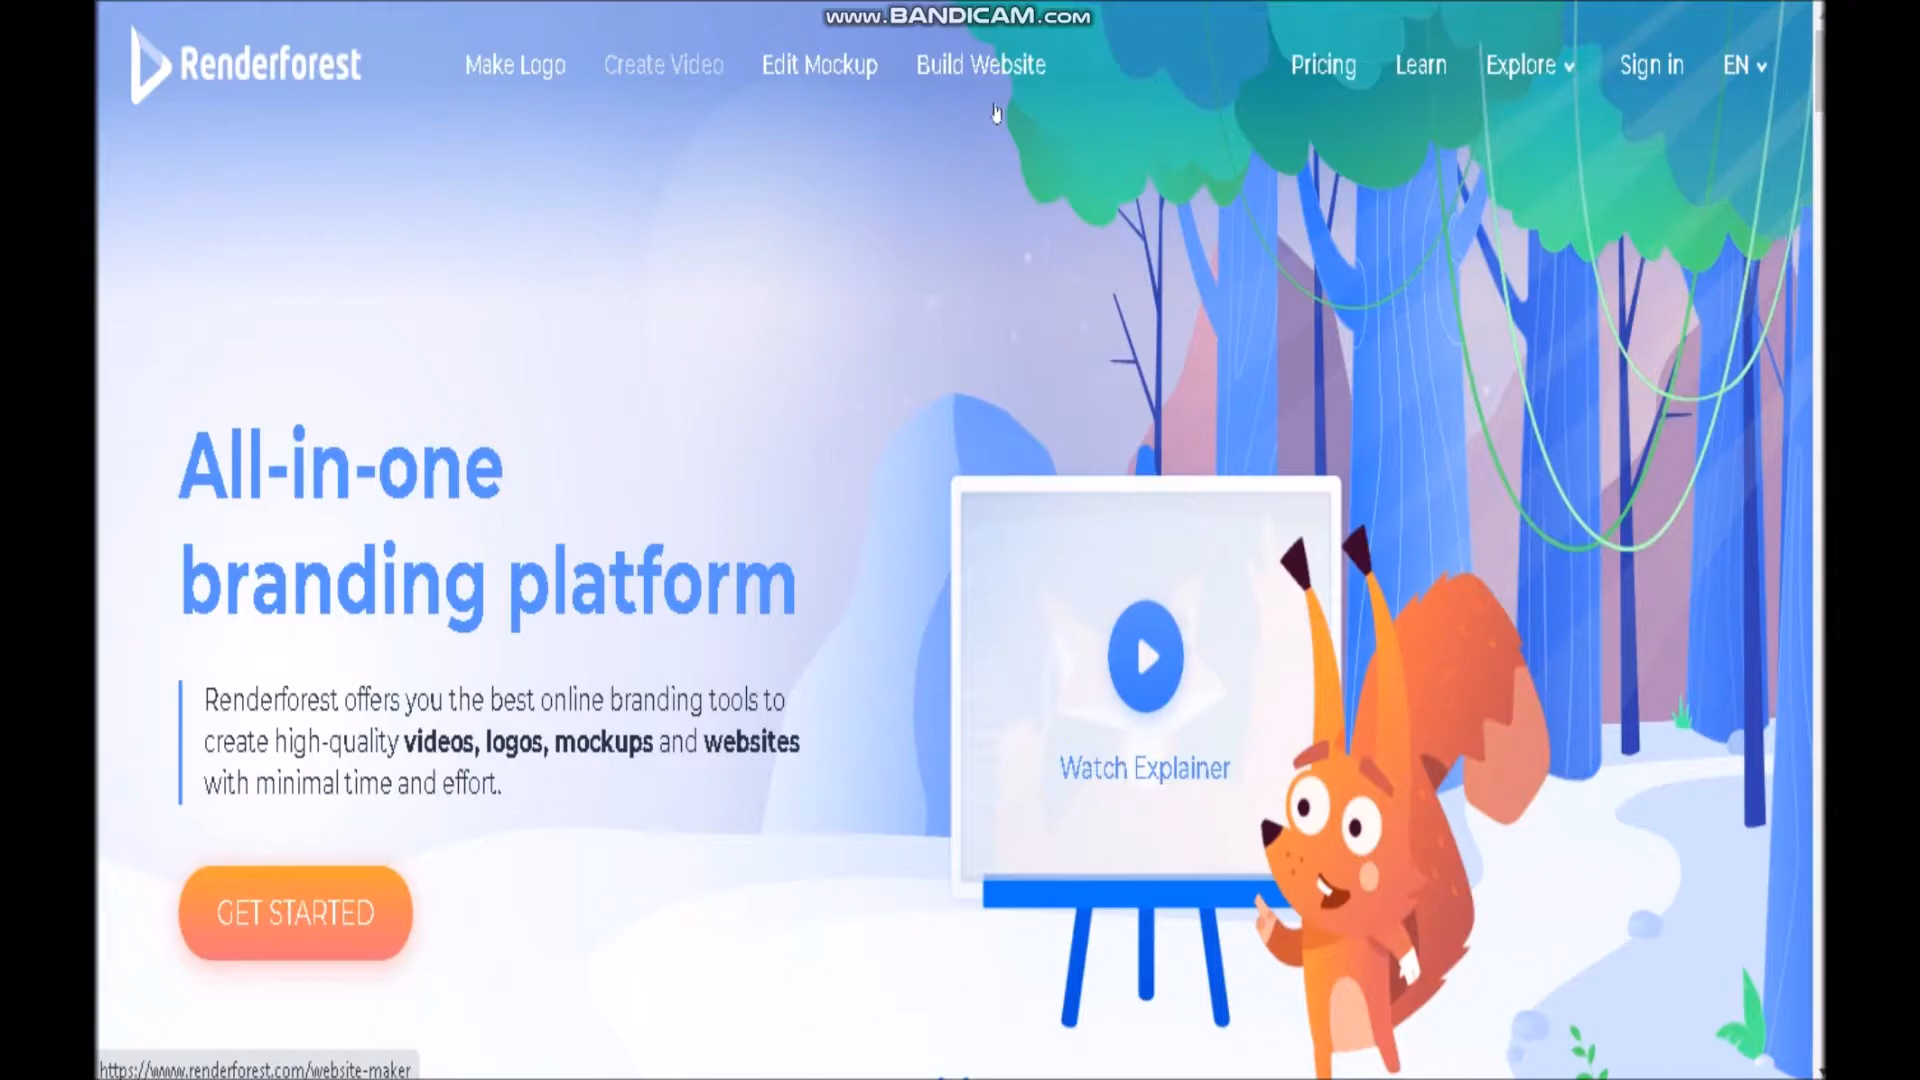 www.BANDICAM.com
Renderforest
Make Logo
Create Video
Edit Mockup
Build Website
Pricing
Learn
Explore
Sign in
EN
All-in-one
branding platform
Renderforest offers you the best online branding tools to
create high-quality videos, logos, mockups and websites
with minimal time and effort.
GET STARTED
Watch Explainer
https://www.renderforest.com/website-maker